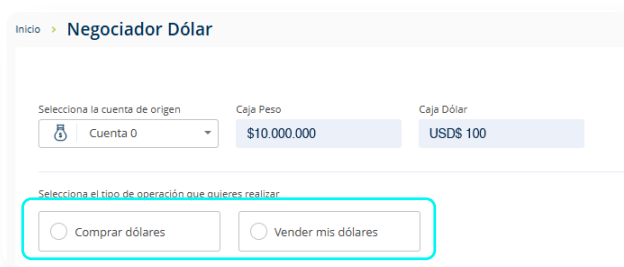 Inicio > Negociador Dólar
Selecciona la cuenta de origen Caja Peso Caja Dólar
Cuenta 0 $10.000.000 USD$ 100
Selecciona el tipo de operación que quieres realizar
Comprar dólares Vender mis dólares